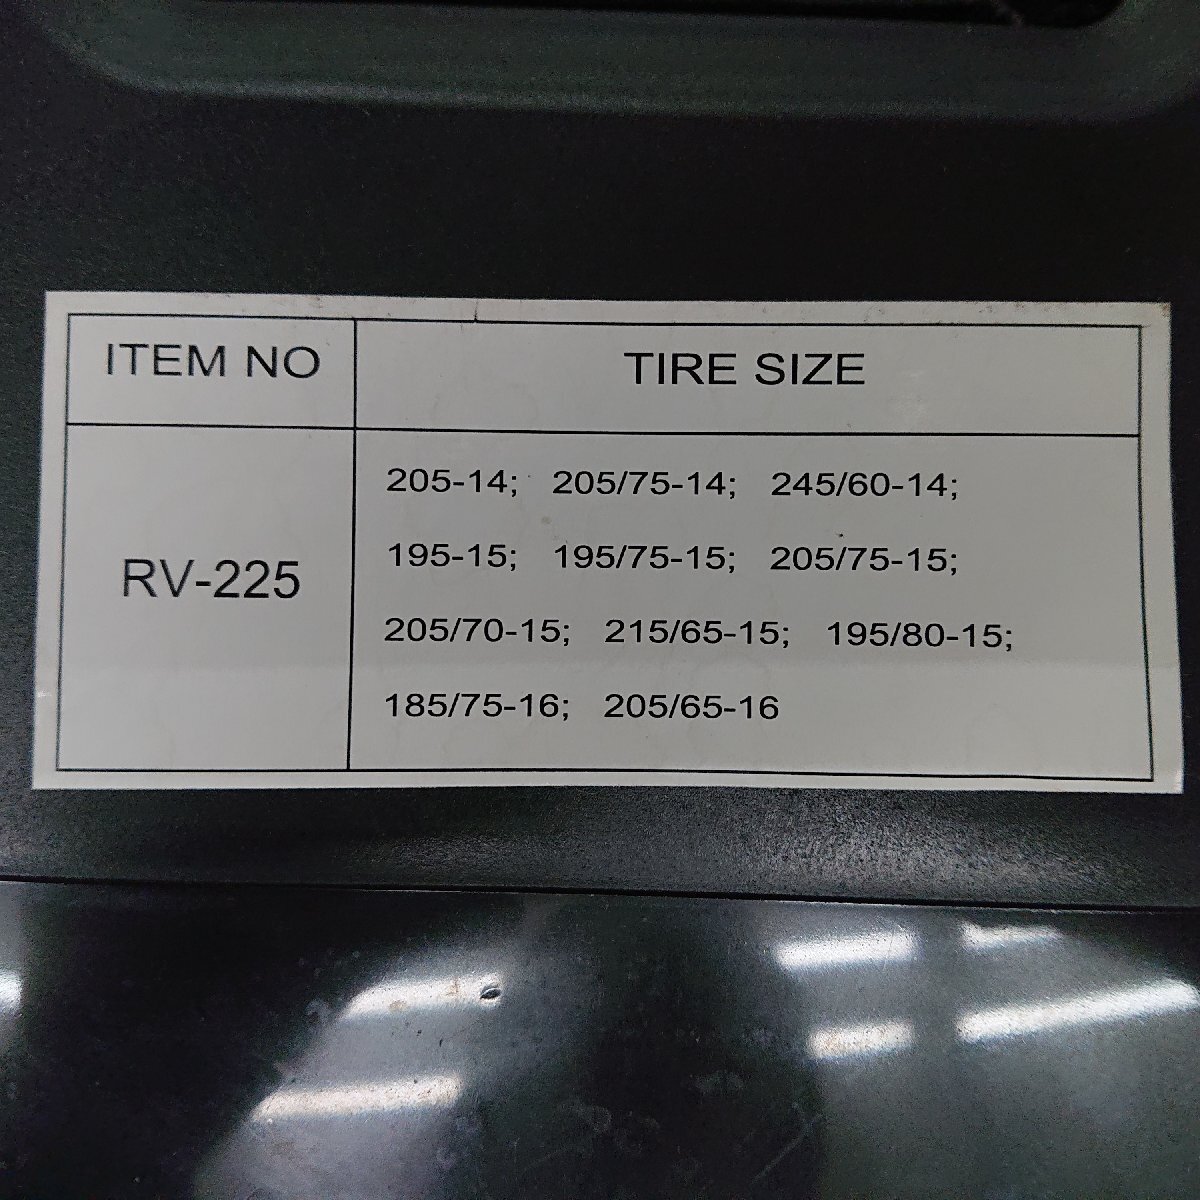 ITEM NO TIRE SIZE
RV-225
205-14; 205/75-14; 245/60-14;
195-15; 195/75-15; 205/75-15;
205/70-15; 215/65-15; 195/80-15;
185/75-16; 205/65-16